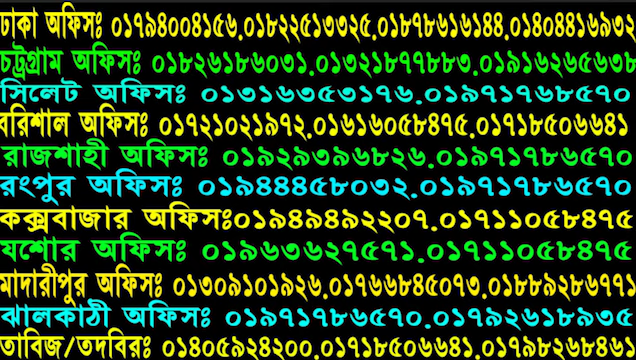 ঢাকা অফিসঃ ০১৭৯৪০০৪১৫৬,০১৮২২৫১৩৩২৫,০১৮৭৮৬১৬১৪৪,০১৪০৪৪১৬৯৩২
চট্রগ্রাম অফিসঃ ০১৮২৬১৮৬০৩১,০১৩২১৮৭৭৮৮৩,০১৯১৬২৬৫৬৩৮
সিলেট অফিসঃ ০১৩১৬৩৫৩১৭৬,০১৯৭১৭৬৮৫৭০
বরিশাল অফিসঃ ০১৭২১০২১৯৭২,০১৬১৬০৫৮৪৭৫,০১৭১৮৫০৬৬৪১
রাজশাহী অফিসঃ ০১৯২৯৩৯৬৮২৬,০১৯৭১৭৮৬৫৭০
রংপুর অফিসঃ ০১৯৪৪৪৫৮০৩২,০১৯৭১৭৮৬৫৭০
কক্সবাজার অফিসঃ০১৯৪৯৪৯২২০৭,০১৭১১০৫৮৪৭৫
যশোর অফিসঃ ০১৯৬৩৬২৭৫৭১,০১৭১১০৫৮৪৭৫
মাদারীপুর অফিসঃ ০১৩০৯১০১৯২৬,০১৭৬৬৮৪৫০৭৩,০১৮৮৯২৮৬৭৭১
ঝালকাঠী অফিসঃ ০১৯৭১৭৮৬৫৭০,০১৭৯২৬১৮৯৩৫
তাবিজ/তদবিরঃ ০১৪০৫৯২৪২০০,০১৭১৮৫০৬৬৪১,০১৭৯৮২৬৮৪৬১